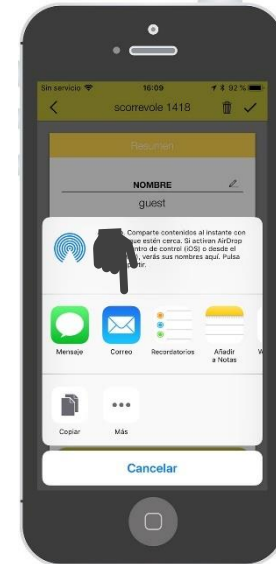 Sin servicio 16:09 92 %
scorrevole 1418
Resumen
NOMBRE
guest
Comparte contenidos al instante con
que estén cerca. Si activan AirDrop
ntro de control (iOS) o desde el
verás sus nombres aquí. Pulsa
Mensaje Correo Recordatorios Añadir
a Notas
Copiar Más
Cancelar